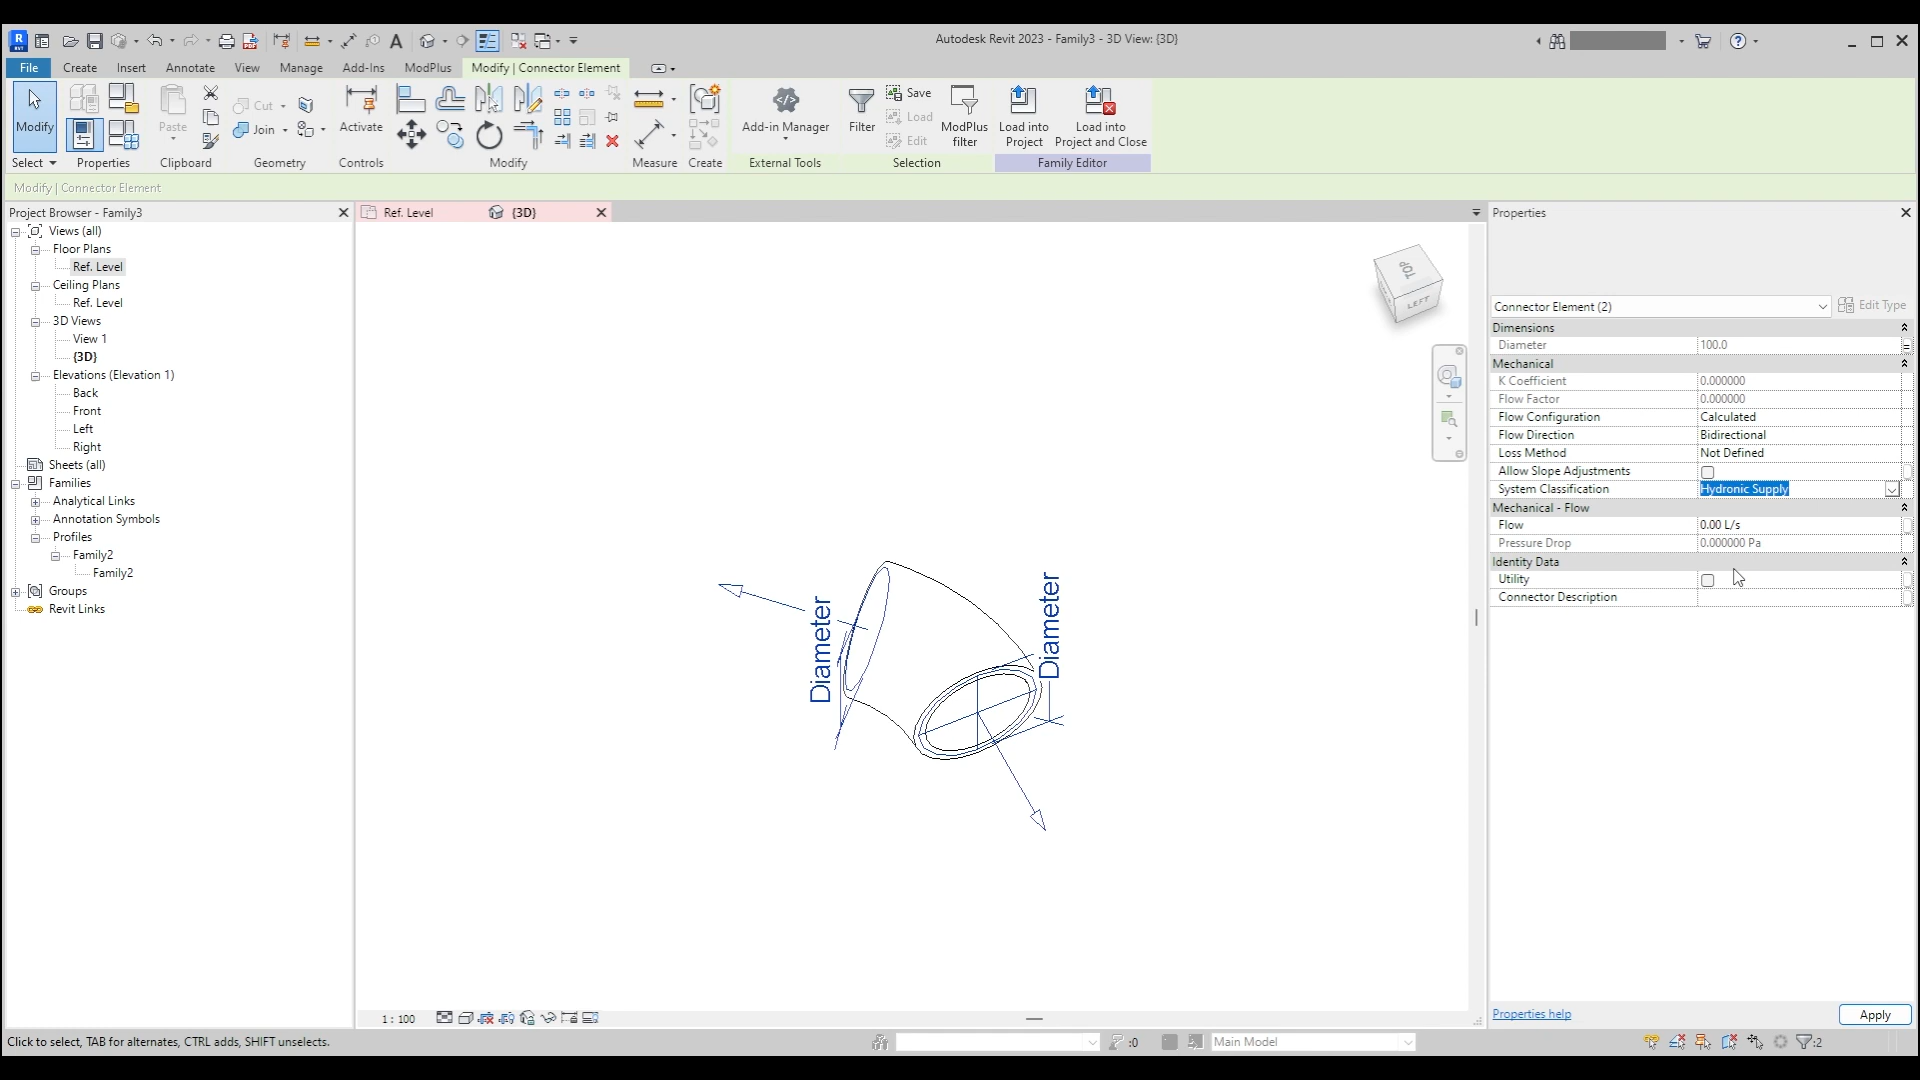 Autodesk Revit 2023 - Family3 - 3D View: {3D}
File Create Insert Annotate View Manage Add-Ins ModPlus Modify | Connector Element
Modify
Paste
Cut
Join
Activate
Add-in Manager
Filter
Save
Load
Edit
ModPlus filter
Load into Project
Load into Project and Close
Select Properties Clipboard Geometry Controls Modify Measure Create External Tools Selection Family Editor
Modify | Connector Element
Project Browser - Family3
Views (all)
Floor Plans
Ref. Level
Ceiling Plans
Ref. Level
3D Views
View 1
{3D}
Elevations (Elevation 1)
Back
Front
Left
Right
Sheets (all)
Families
Analytical Links
Annotation Symbols
Profiles
Family2
Family2
Groups
Revit Links
Ref. Level
{3D}
TOP
LEFT
Diameter
Diameter
1 : 100
Properties
Connector Element (2)
Edit Type
Dimensions
Diameter 100.0
Mechanical
K Coefficient 0.000000
Flow Factor 0.000000
Flow Configuration Calculated
Flow Direction Bidirectional
Loss Method Not Defined
Allow Slope Adjustments
System Classification Hydronic Supply
Mechanical - Flow
Flow 0.00 L/s
Pressure Drop 0.000000 Pa
Identity Data
Utility
Connector Description
Properties help
Apply
Click to select, TAB for alternates, CTRL adds, SHIFT unselects.
:0
Main Model
:2